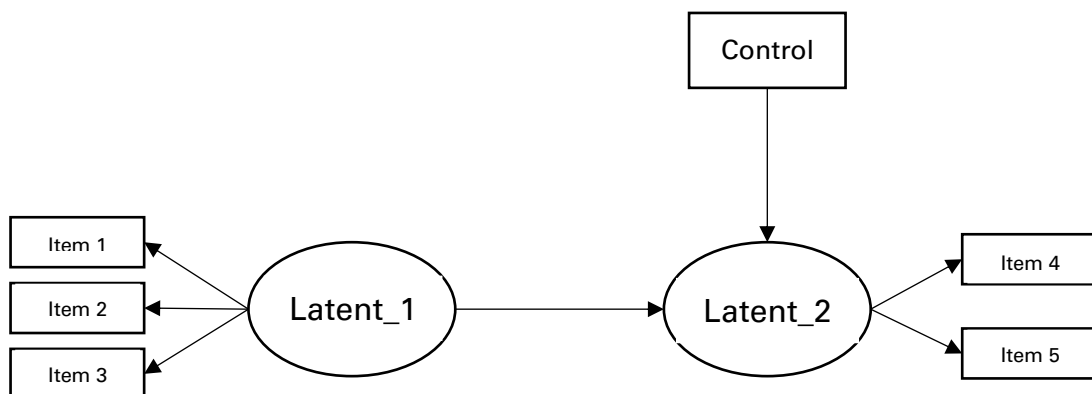 Control
Item 1
Item 2
Item 3
Latent_1
Latent_2
Item 4
Item 5